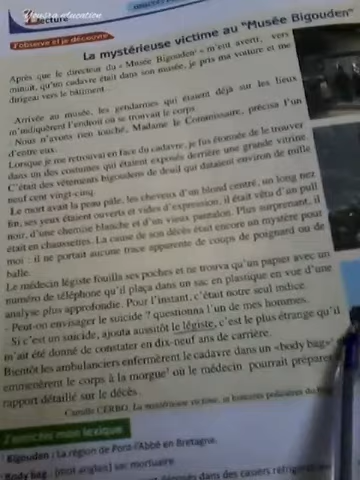 Yousra education
Lecture
J'observe et je découvre
La mystérieuse victime au "Musée Bigouden"
Après que le directeur du « Musée Bigouden » m'eut averti, vers
minuit, qu'un cadavre était dans son musée, je pris ma voiture et me
dirigeai vers le bâtiment...
Arrivée au musée, les gendarmes qui étaient déjà sur les lieux
m'indiquèrent l'endroit où se trouvait le corps.
- Nous n'avons rien touché, Madame le Commissaire, précisa l'un
d'entre eux.
Lorsque je me retrouvai en face du cadavre, je fus étonnée de le trouver
dans un des costumes qui étaient exposés derrière une grande vitrine.
C'était des vêtements bigoudens de deuil qui dataient environ de mille
neuf cent vingt-cinq.
Le mort avait la peau pâle, les cheveux d'un blond cendré, un long nez
fin, ses yeux étaient ouverts et vides d'expression, il était vêtu d'un pull
noir, d'une chemise blanche et d'un vieux pantalon. Plus surprenant, il
était en chaussettes. La cause de son décès était encore un mystère pour
moi : il ne portait aucune trace apparente de coups de poignard ou de
balle.
Le médecin légiste fouilla ses poches et ne trouva qu'un papier avec un
numéro de téléphone qu'il plaça dans un sac en plastique en vue d'une
analyse plus approfondie. Pour l'instant, c'était notre seul indice.
- Peut-on envisager le suicide ? questionna l'un de mes hommes.
- Si c'est un suicide, ajouta aussitôt le légiste, c'est le plus étrange qu'il
m'ait été donné de constater en dix-neuf ans de carrière.
Bientôt les ambulanciers enfermèrent le cadavre dans un «body bag»
emmenèrent le corps à la morgue où le médecin pourrait préparer
rapport détaillé sur le décès.
Camille CERBO, La mystérieuse victime,
J'enrichis mon lexique
Bigouden : La région de Pont-l'Abbé en Bretagne.
Body bag : (mot anglais) sac mortuaire.
dans des casiers réfrigérés